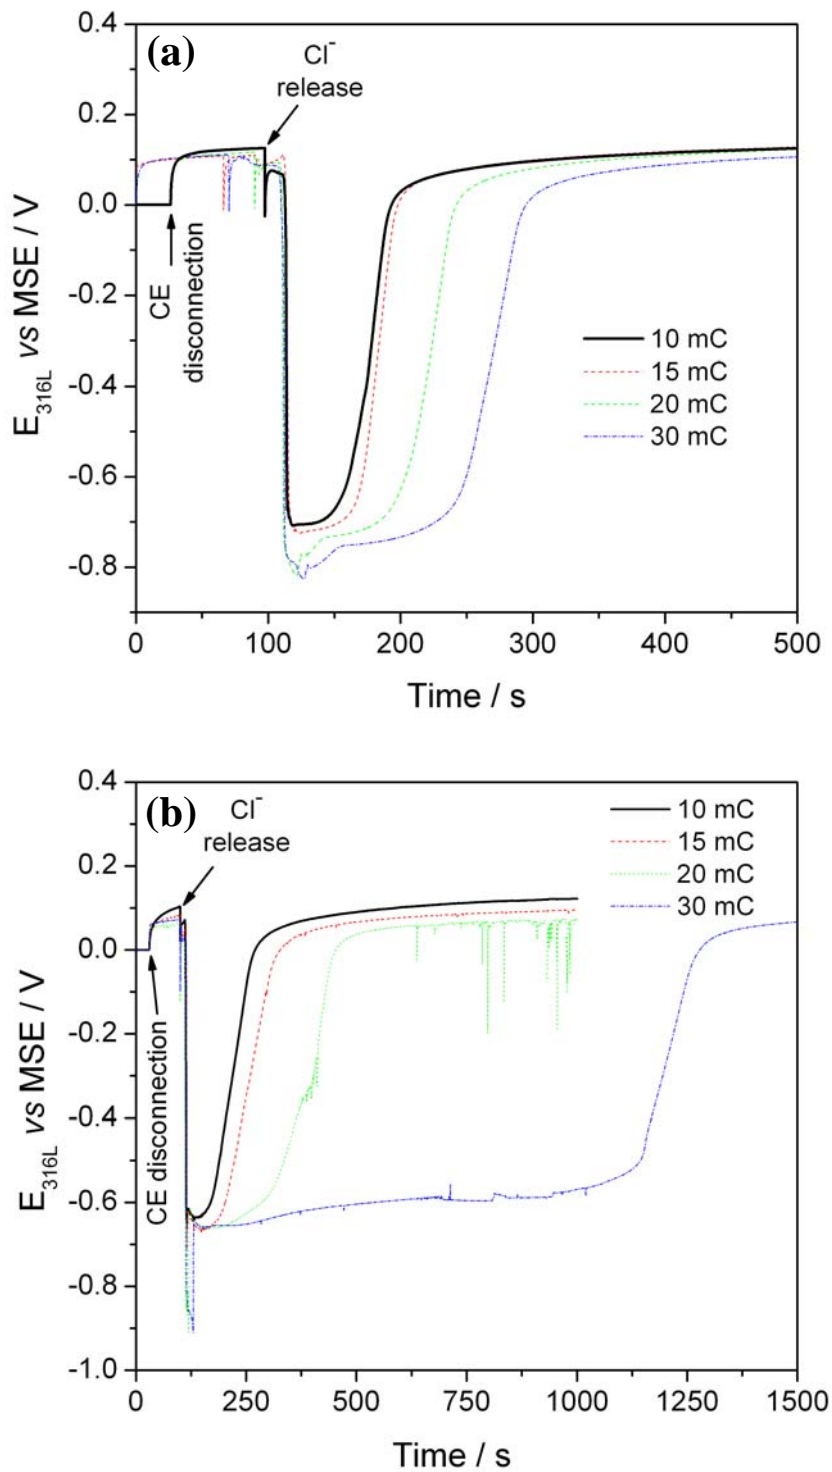 (a)
Cl⁻
release
CE
disconnection
10 mC
15 mC
20 mC
30 mC
E316L vs MSE / V
0.4
0.2
0.0
-0.2
-0.4
-0.6
-0.8
0 100 200 300 400 500
Time / s
(b)
Cl⁻
release
CE disconnection
10 mC
15 mC
20 mC
30 mC
E316L vs MSE / V
0.4
0.2
0.0
-0.2
-0.4
-0.6
-0.8
-1.0
0 250 500 750 1000 1250 1500
Time / s